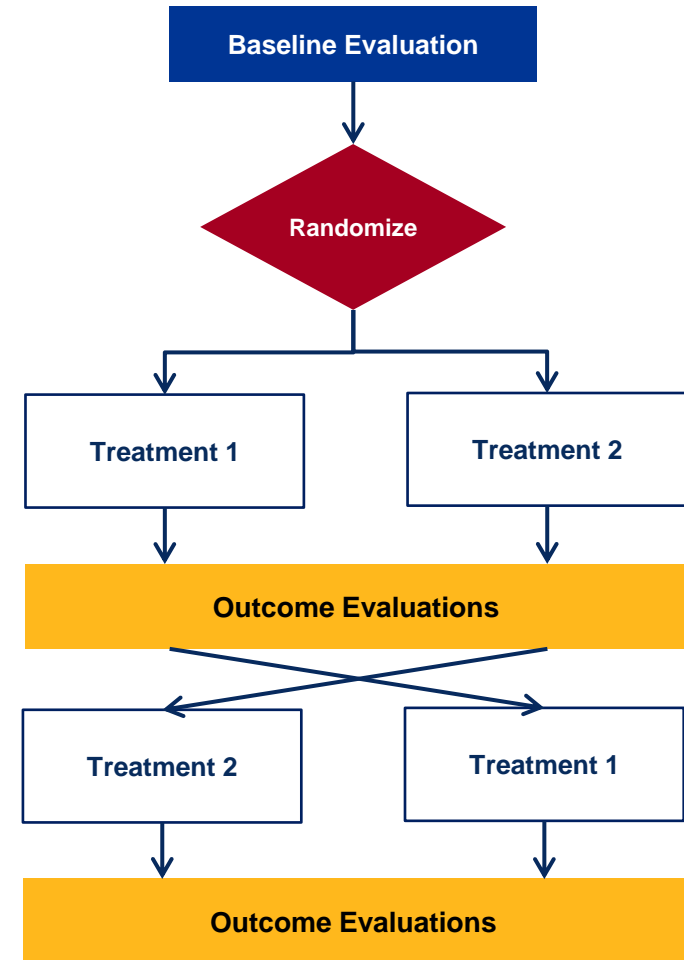 Baseline Evaluation
Randomize
Treatment 1
Treatment 2
Outcome Evaluations
Treatment 2
Treatment 1
Outcome Evaluations